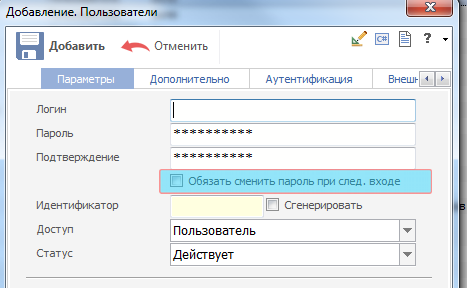 Добавление. Пользователи
Добавить Отменить C# ?
Параметры Дополнительно Аутентификация Внешн
Логин
Пароль **********
Подтверждение **********
Обязать сменить пароль при след. входе
Идентификатор Сгенерировать
Доступ Пользователь
Статус Действует
в